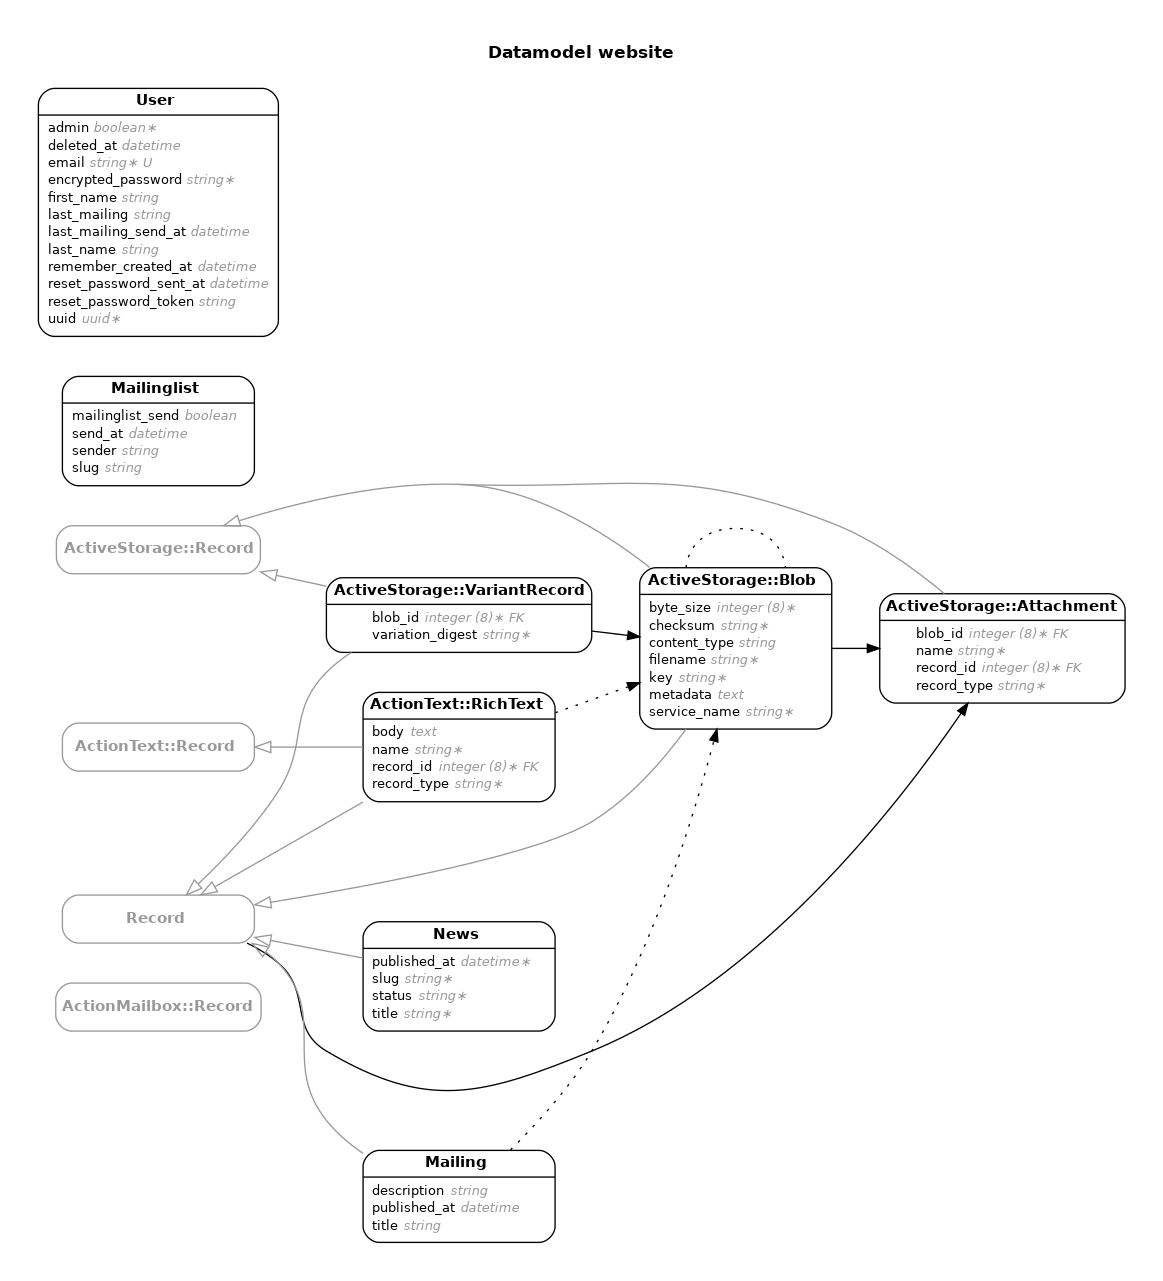 Datamodel website
User
admin boolean∗
deleted_at datetime
email string∗ U
encrypted_password string∗
first_name string
last_mailing string
last_mailing_send_at datetime
last_name string
remember_created_at datetime
reset_password_sent_at datetime
reset_password_token string
uuid uuid∗
Mailinglist
mailinglist_send boolean
send_at datetime
sender string
slug string
ActiveStorage::Record
ActiveStorage::VariantRecord
blob_id integer (8)∗ FK
variation_digest string∗
ActiveStorage::Blob
byte_size integer (8)∗
checksum string∗
content_type string
filename string∗
key string∗
metadata text
service_name string∗
ActiveStorage::Attachment
blob_id integer (8)∗ FK
name string∗
record_id integer (8)∗ FK
record_type string∗
ActionText::Record
ActionText::RichText
body text
name string∗
record_id integer (8)∗ FK
record_type string∗
Record
News
published_at datetime∗
slug string∗
status string∗
title string∗
ActionMailbox::Record
Mailing
description string
published_at datetime
title string